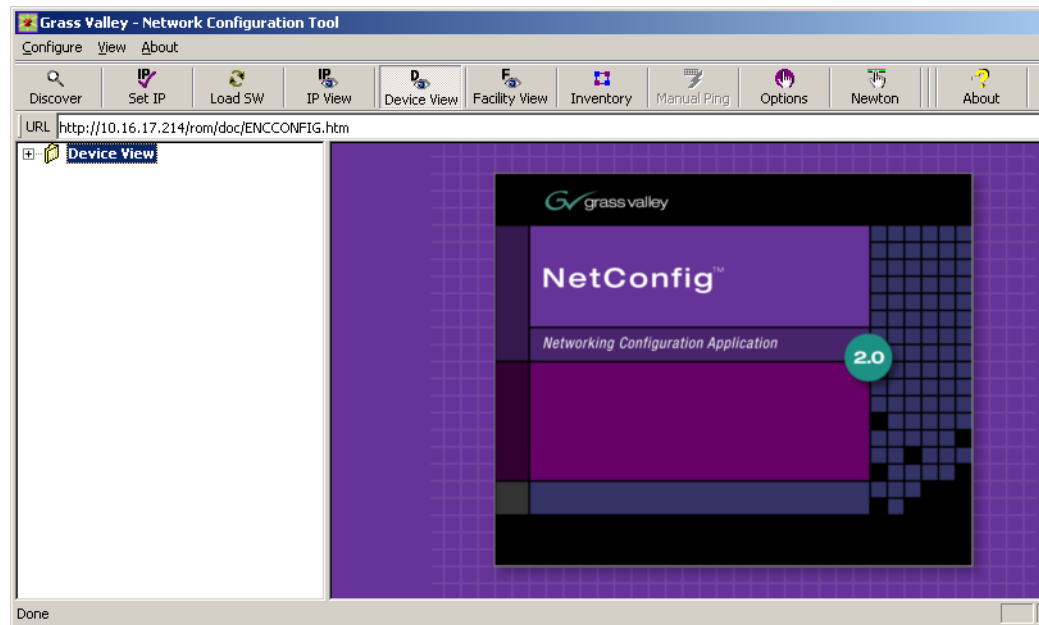 Grass Valley - Network Configuration Tool
Configure View About
Discover Set IP Load SW IP View Device View Facility View Inventory Manual Ping Options Newton About
URL http://10.16.17.214/rom/doc/ENCCONFIG.htm
Device View
grass valley
NetConfig™
Networking Configuration Application
2.0
Done